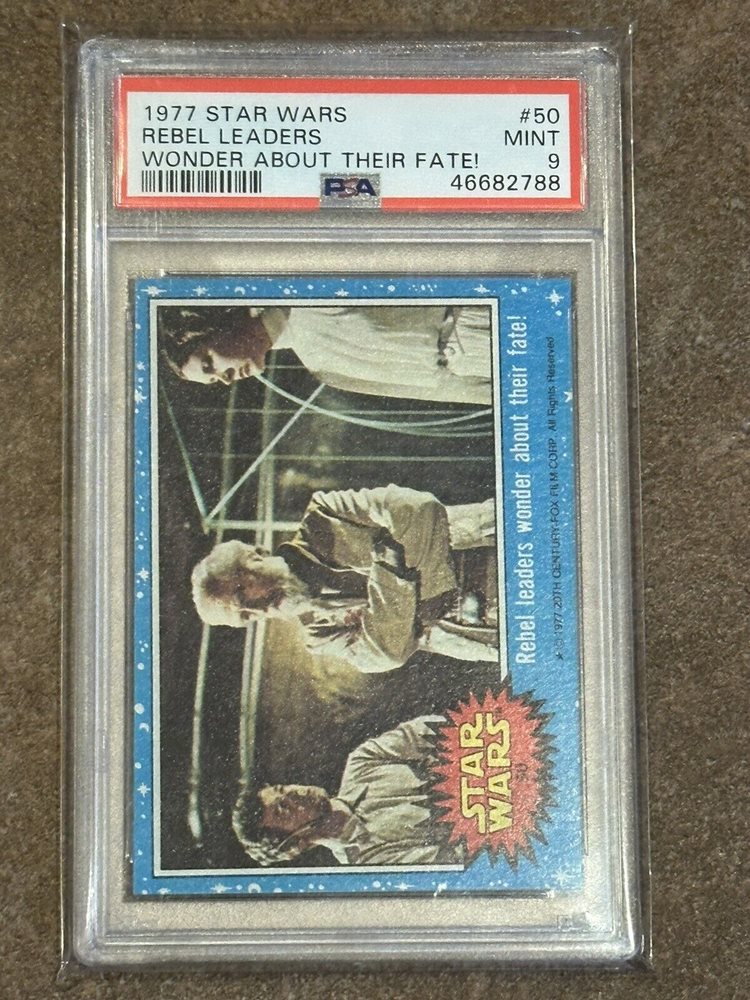 1977 STAR WARS #50
REBEL LEADERS MINT
WONDER ABOUT THEIR FATE! 9
PSA 46682788
Rebel leaders wonder about their fate!
★ © 1977 20TH CENTURY-FOX FILM CORP. All Rights Reserved
STAR
WARS
50